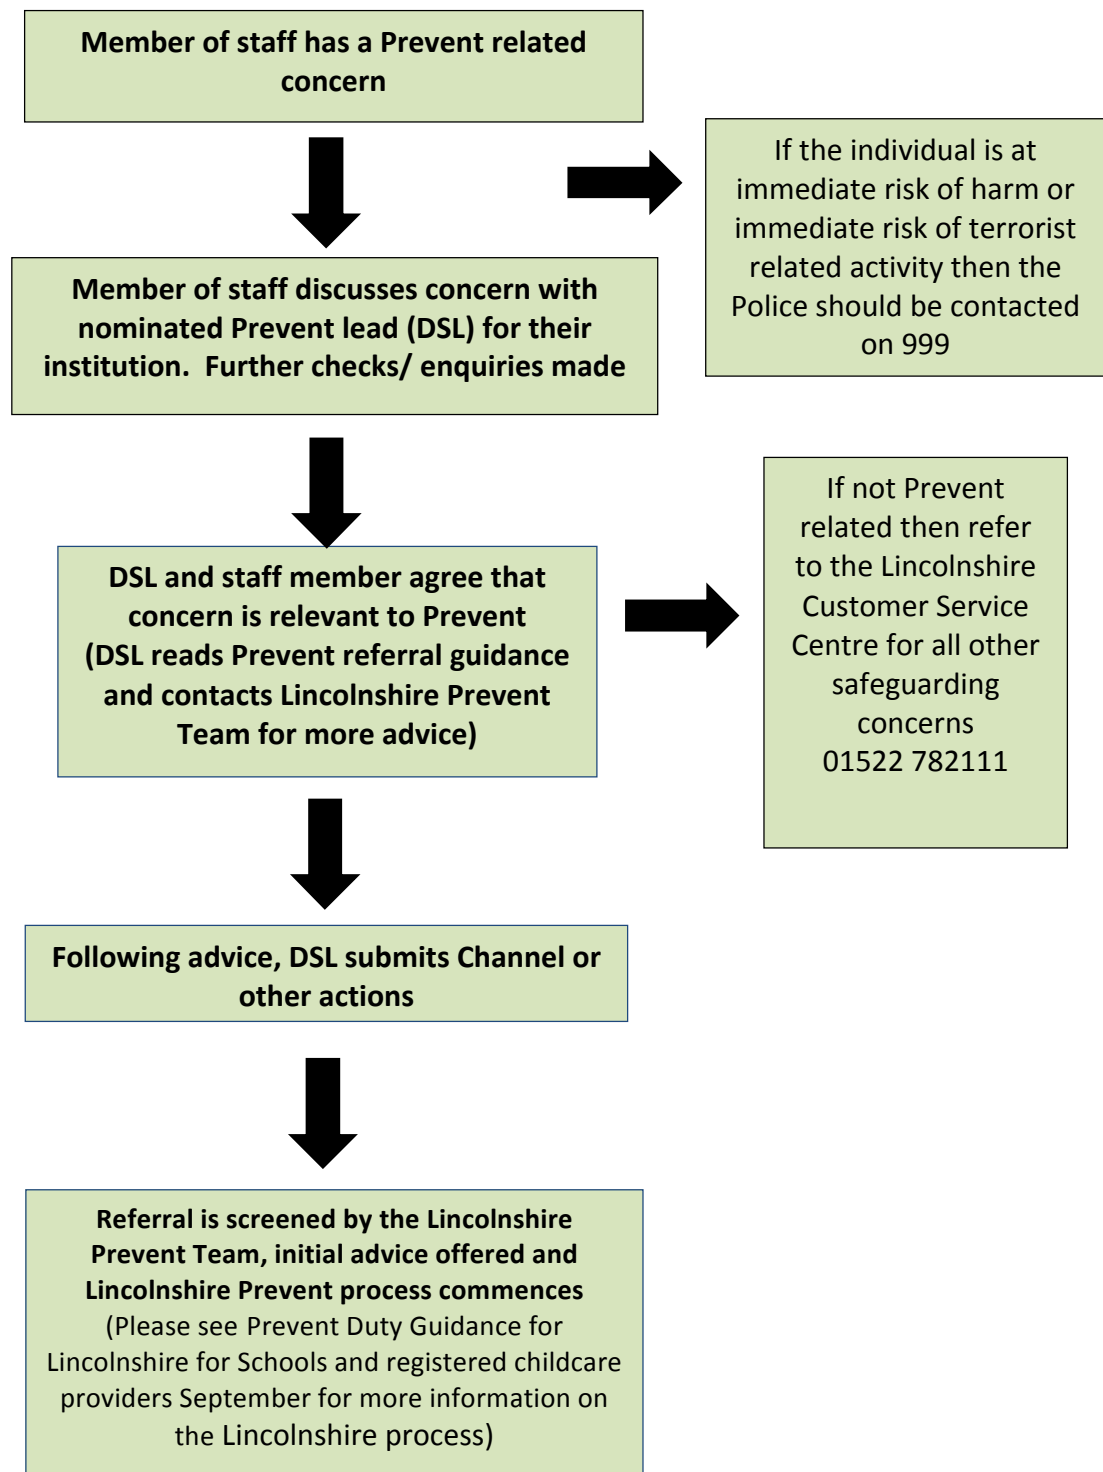 Member of staff has a Prevent related
concern
If the individual is at
immediate risk of harm or
immediate risk of terrorist
related activity then the
Police should be contacted
on 999
Member of staff discusses concern with
nominated Prevent lead (DSL) for their
institution.  Further checks/ enquiries made
If not Prevent
related then refer
to the Lincolnshire
Customer Service
Centre for all other
safeguarding
concerns
01522 782111
DSL and staff member agree that
concern is relevant to Prevent
(DSL reads Prevent referral guidance
and contacts Lincolnshire Prevent
Team for more advice)
Following advice, DSL submits Channel or
other actions
Referral is screened by the Lincolnshire
Prevent Team, initial advice offered and
Lincolnshire Prevent process commences
(Please see Prevent Duty Guidance for
Lincolnshire for Schools and registered childcare
providers September for more information on
the Lincolnshire process)